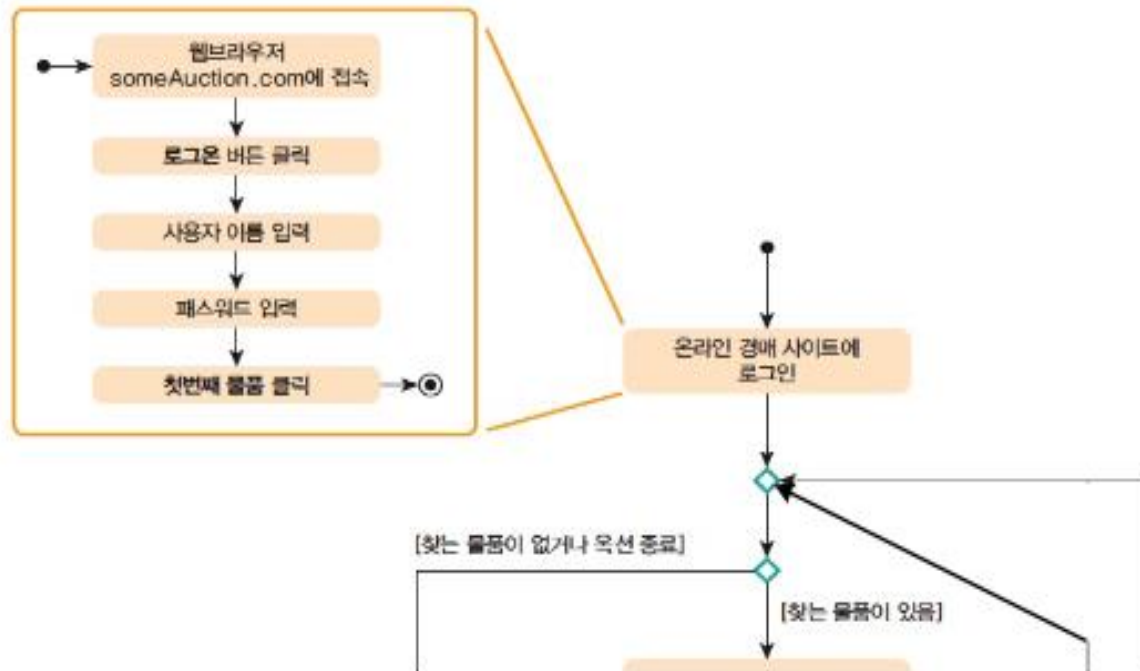 웹브라우저
someAuction.com에 접속
로그온 버튼 클릭
사용자 이름 입력
패스워드 입력
첫번째 물품 클릭
온라인 경매 사이트에
로그인
[찾는 물품이 없거나 옥션 종료]
[찾는 물품이 있음]